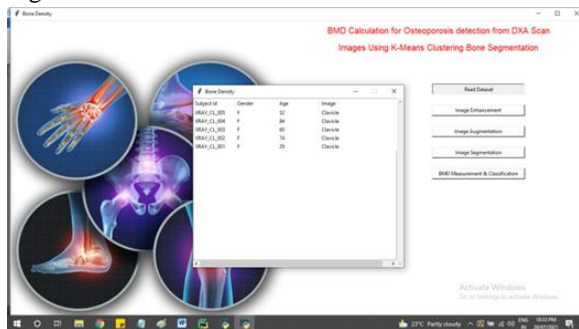 Bone Density
BMD Calculation for Osteoporosis detection from DXA Scan
Images Using K-Means Clustering Bone Segmentation
Bone Density
Subject Id Gender Age Image
XRAY_CL_005 F 52 Clavicle
XRAY_CL_004 F 84 Clavicle
XRAY_CL_003 F 60 Clavicle
XRAY_CL_002 F 74 Clavicle
XRAY_CL_001 F 29 Clavicle
Read Dataset
Image Enhancement
Image Augmentation
Image Segmentation
BMD Measurement & Classification
Activate Windows
Go to Settings to activate Windows.
23°C Partly cloudy
ENG